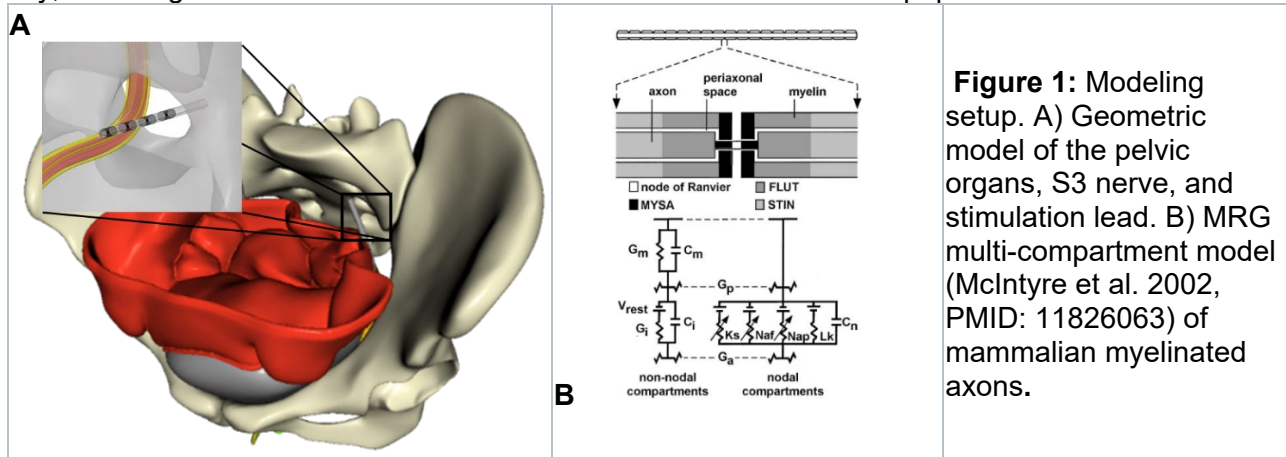 A
B
periaxonal
axon
space
myelin
node of Ranvier
FLUT
MYSA
STIN
Gm
Cm
Gp
Vrest
Gi
Ci
Ks
Naf
Nap
Lk
Cn
Ga
non-nodal
compartments
nodal
compartments
Figure 1: Modeling
setup. A) Geometric
model of the pelvic
organs, S3 nerve, and
stimulation lead. B) MRG
multi-compartment model
(McIntyre et al. 2002,
PMID: 11826063) of
mammalian myelinated
axons.